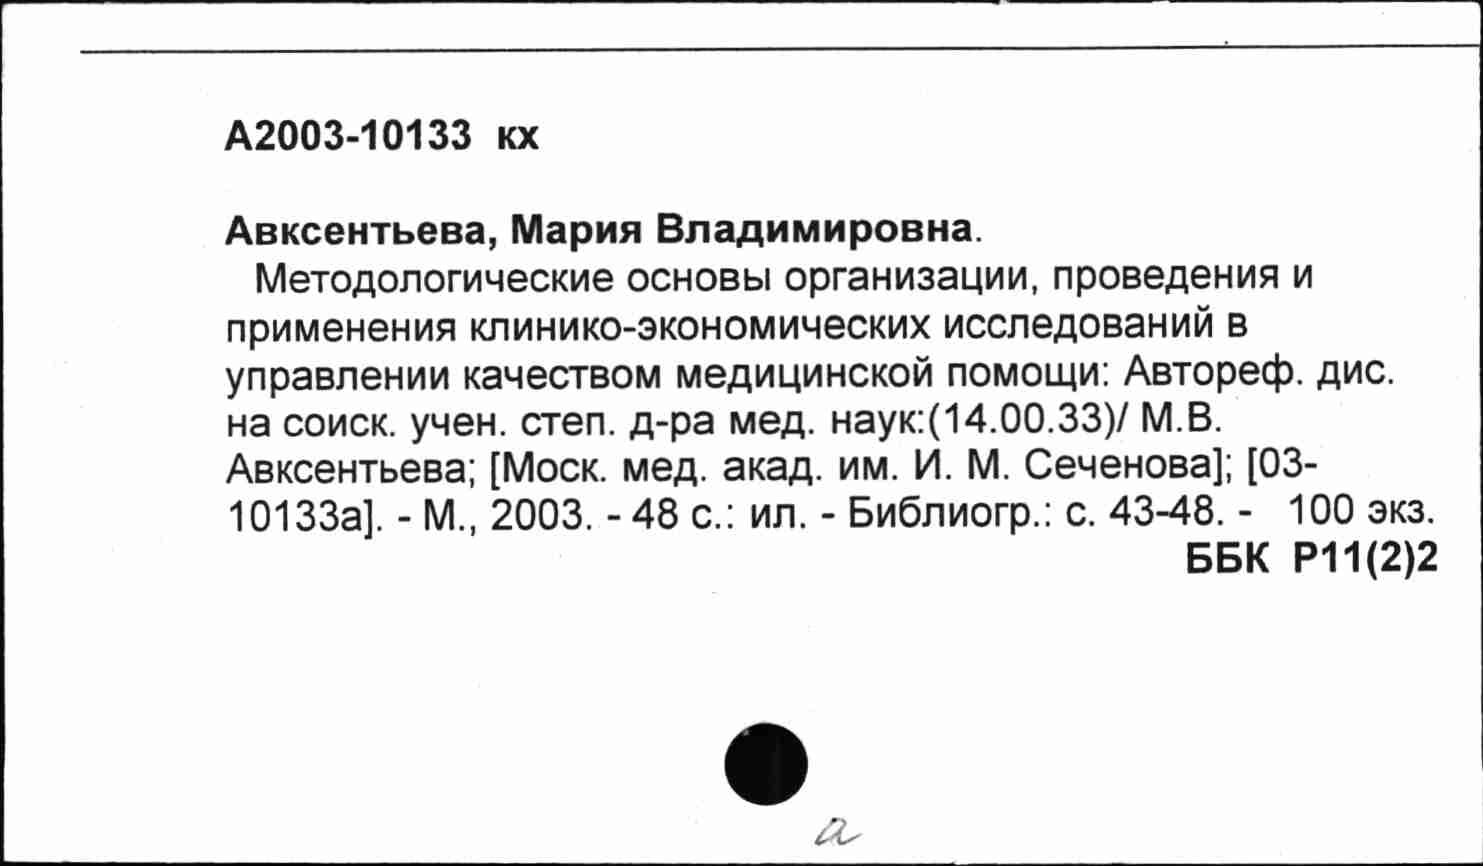 А2003-10133 кх
Авксентьева, Мария Владимировна.
Методологические основы организации, проведения и
применения клинико-экономических исследований в
управлении качеством медицинской помощи: Автореф. дис.
на соиск. учен. степ. д-ра мед. наук:(14.00.33)/ М.В.
Авксентьева; [Моск. мед. акад. им. И. М. Сеченова]; [03-
10133а]. - М., 2003. - 48 с.: ил. - Библиогр.: с. 43-48. - 100 экз.
ББК Р11(2)2
а